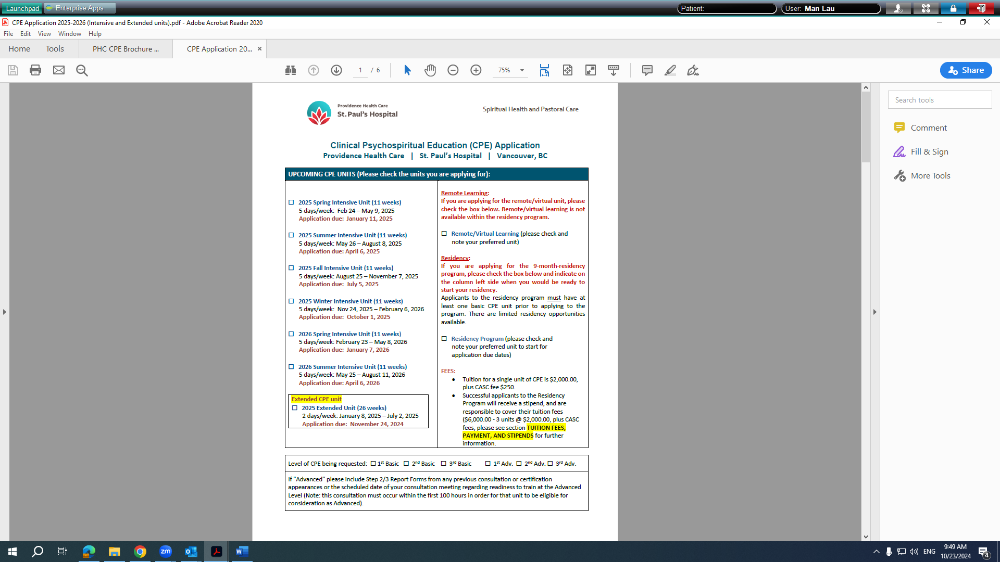 Launchpad
Enterprise Apps
Patient:
User: Man Lau
CPE Application 2025-2026 (Intensive and Extended units).pdf - Adobe Acrobat Reader 2020
File Edit View Window Help
Home Tools PHC CPE Brochure ... CPE Application 20... ×
1 / 6 75% Share
Search tools
Comment
Fill & Sign
More Tools
Providence Health Care
St. Paul's Hospital
Spiritual Health and Pastoral Care
Clinical Psychospiritual Education (CPE) Application
Providence Health Care | St. Paul's Hospital | Vancouver, BC
UPCOMING CPE UNITS (Please check the units you are applying for):
☐ 2025 Spring Intensive Unit (11 weeks)
5 days/week: Feb 24 – May 9, 2025
Application due: January 11, 2025
☐ 2025 Summer Intensive Unit (11 weeks)
5 days/week: May 26 – August 8, 2025
Application due: April 6, 2025
☐ 2025 Fall Intensive Unit (11 weeks)
5 days/week: August 25 – November 7, 2025
Application due: July 5, 2025
☐ 2025 Winter Intensive Unit (11 weeks)
5 days/week: Nov 24, 2025 – February 6, 2026
Application due: October 1, 2025
☐ 2026 Spring Intensive Unit (11 weeks)
5 days/week: February 23 – May 8, 2026
Application due: January 7, 2026
☐ 2026 Summer Intensive Unit (11 weeks)
5 days/week: May 25 – August 11, 2026
Application due: April 6, 2026
Extended CPE unit
☐ 2025 Extended Unit (26 weeks)
2 days/week: January 8, 2025 – July 2, 2025
Application due: November 24, 2024
Remote Learning:
If you are applying for the remote/virtual unit, please
check the box below. Remote/virtual learning is not
available within the residency program.
☐ Remote/Virtual Learning (please check and
note your preferred unit)
Residency:
If you are applying for the 9-month-residency
program, please check the box below and indicate on
the column left side when you would be ready to
start your residency.
Applicants to the residency program must have at
least one basic CPE unit prior to applying to the
program. There are limited residency opportunities
available.
☐ Residency Program (please check and
note your preferred unit to start for
application due dates)
FEES:
• Tuition for a single unit of CPE is $2,000.00,
plus CASC fee $250.
• Successful applicants to the Residency
Program will receive a stipend, and are
responsible to cover their tuition fees
($6,000.00 - 3 units @ $2,000.00, plus CASC
fees, please see section TUITION FEES,
PAYMENT, AND STIPENDS for further
information.
Level of CPE being requested: ☐ 1st Basic ☐ 2nd Basic ☐ 3rd Basic ☐ 1st Adv. ☐ 2nd Adv. ☐ 3rd Adv.
If "Advanced" please include Step 2/3 Report Forms from any previous consultation or certification
appearances or the scheduled date of your consultation meeting regarding readiness to train at the Advanced
Level (Note: this consultation must occur within the first 100 hours in order for that unit to be eligible for
consideration as Advanced).
zm
ENG
9:49 AM
10/23/2024
4